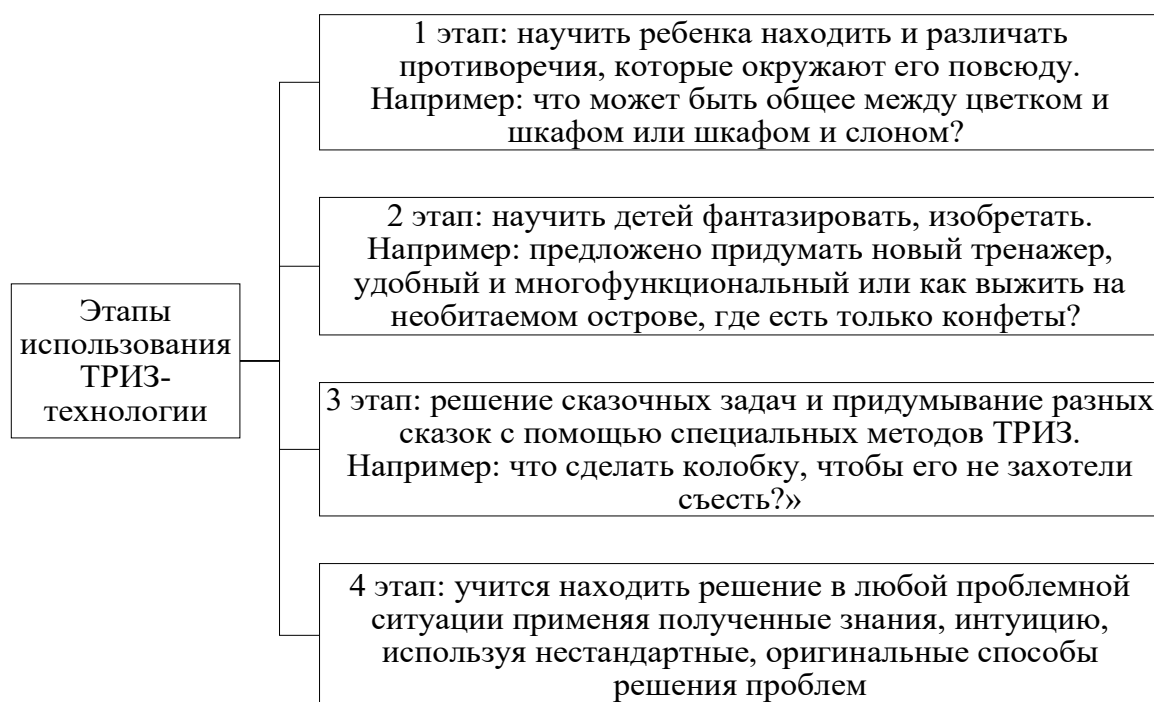 Этапы
использования
ТРИЗ-
технологии
1 этап: научить ребенка находить и различать
противоречия, которые окружают его повсюду.
Например: что может быть общее между цветком и
шкафом или шкафом и слоном?
2 этап: научить детей фантазировать, изобретать.
Например: предложено придумать новый тренажер,
удобный и многофункциональный или как выжить на
необитаемом острове, где есть только конфеты?
3 этап: решение сказочных задач и придумывание разных
сказок с помощью специальных методов ТРИЗ.
Например: что сделать колобку, чтобы его не захотели
съесть?»
4 этап: учится находить решение в любой проблемной
ситуации применяя полученные знания, интуицию,
используя нестандартные, оригинальные способы
решения проблем